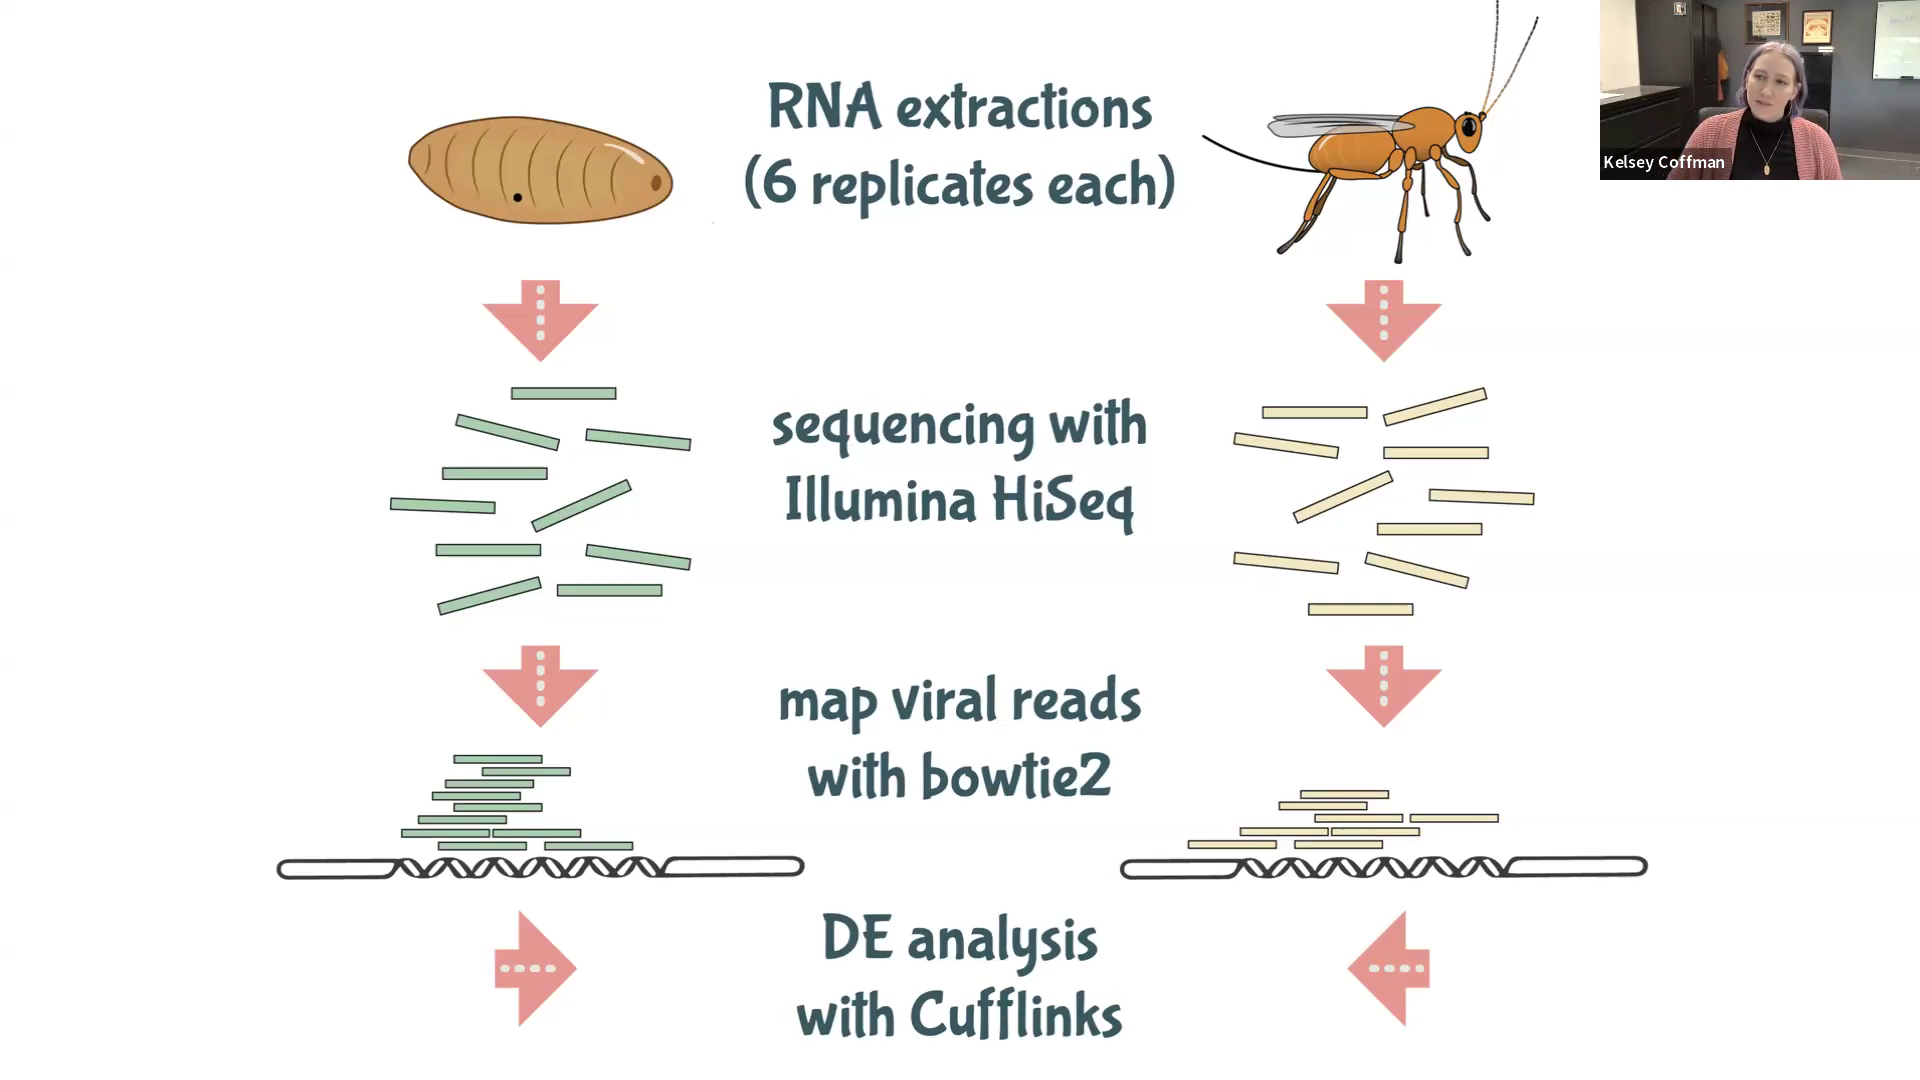 RNA extractions
(6 replicates each)
Kelsey Coffman
sequencing with
Illumina HiSeq
map viral reads
with bowtie2
DE analysis
with Cufflinks